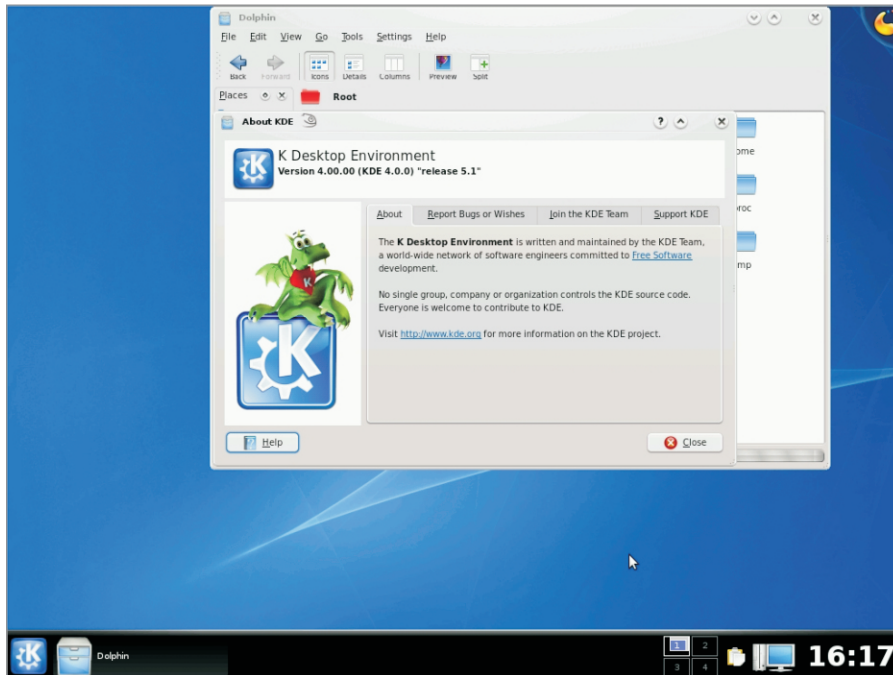 Dolphin
File Edit View Go Tools Settings Help
Back Forward Icons Details Columns Preview Split
Places Root
About KDE ?
ome
K Desktop Environment
Version 4.00.00 (KDE 4.0.0) "release 5.1"
roc
About Report Bugs or Wishes Join the KDE Team Support KDE
The K Desktop Environment is written and maintained by the KDE Team,
a world-wide network of software engineers committed to Free Software
development.
mp
No single group, company or organization controls the KDE source code.
Everyone is welcome to contribute to KDE.
Visit http://www.kde.org for more information on the KDE project.
K
K
K
Help Close
K Dolphin 1 2 3 4 16:17